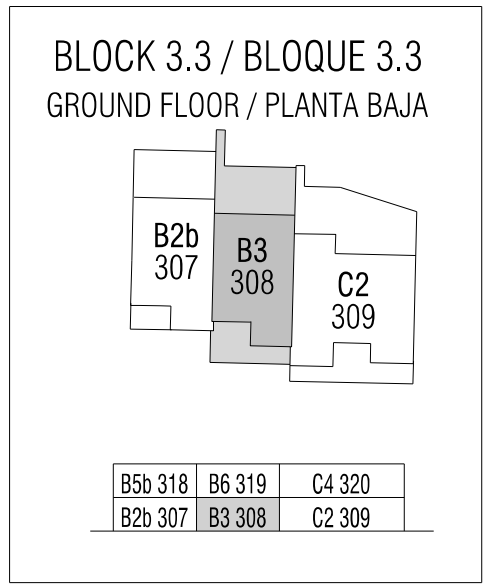 BLOCK 3.3 / BLOQUE 3.3
GROUND FLOOR / PLANTA BAJA
B2b
307
B3
308
C2
309
B5b 318 B6 319 C4 320
B2b 307 B3 308 C2 309